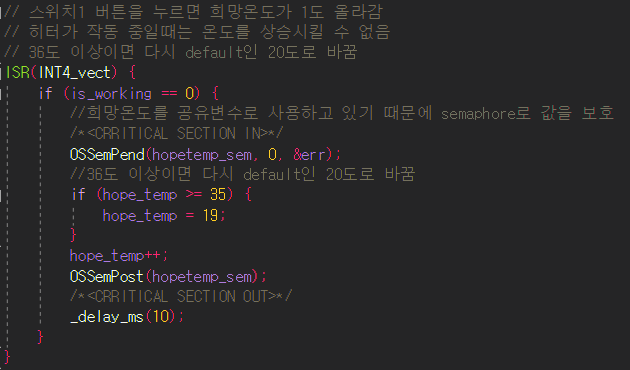 // 스위치1 버튼을 누르면 희망온도가 1도 올라감
// 히터가 작동 중일때는 온도를 상승시킬 수 없음
// 36도 이상이면 다시 default인 20도로 바꿈
ISR(INT4_vect) {
if (is_working == 0) {
//희망온도를 공유변수로 사용하고 있기 때문에 semaphore로 값을 보호
/*<CRRITICAL SECTION IN>*/
OSSemPend(hopetemp_sem, 0, &err);
//36도 이상이면 다시 default인 20도로 바꿈
if (hope_temp >= 35) {
hope_temp = 19;
}
hope_temp++;
OSSemPost(hopetemp_sem);
/*<CRRITICAL SECTION OUT>*/
_delay_ms(10);
}
}